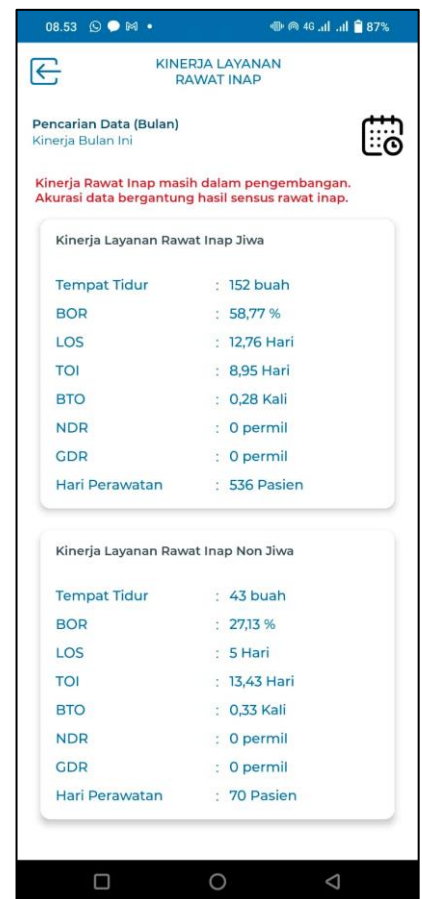 08.53 4G 87%
KINERJA LAYANAN
RAWAT INAP
Pencarian Data (Bulan)
Kinerja Bulan Ini
Kinerja Rawat Inap masih dalam pengembangan.
Akurasi data bergantung hasil sensus rawat inap.
Kinerja Layanan Rawat Inap Jiwa
Tempat Tidur : 152 buah
BOR : 58,77 %
LOS : 12,76 Hari
TOI : 8,95 Hari
BTO : 0,28 Kali
NDR : 0 permil
GDR : 0 permil
Hari Perawatan : 536 Pasien
Kinerja Layanan Rawat Inap Non Jiwa
Tempat Tidur : 43 buah
BOR : 27,13 %
LOS : 5 Hari
TOI : 13,43 Hari
BTO : 0,33 Kali
NDR : 0 permil
GDR : 0 permil
Hari Perawatan : 70 Pasien